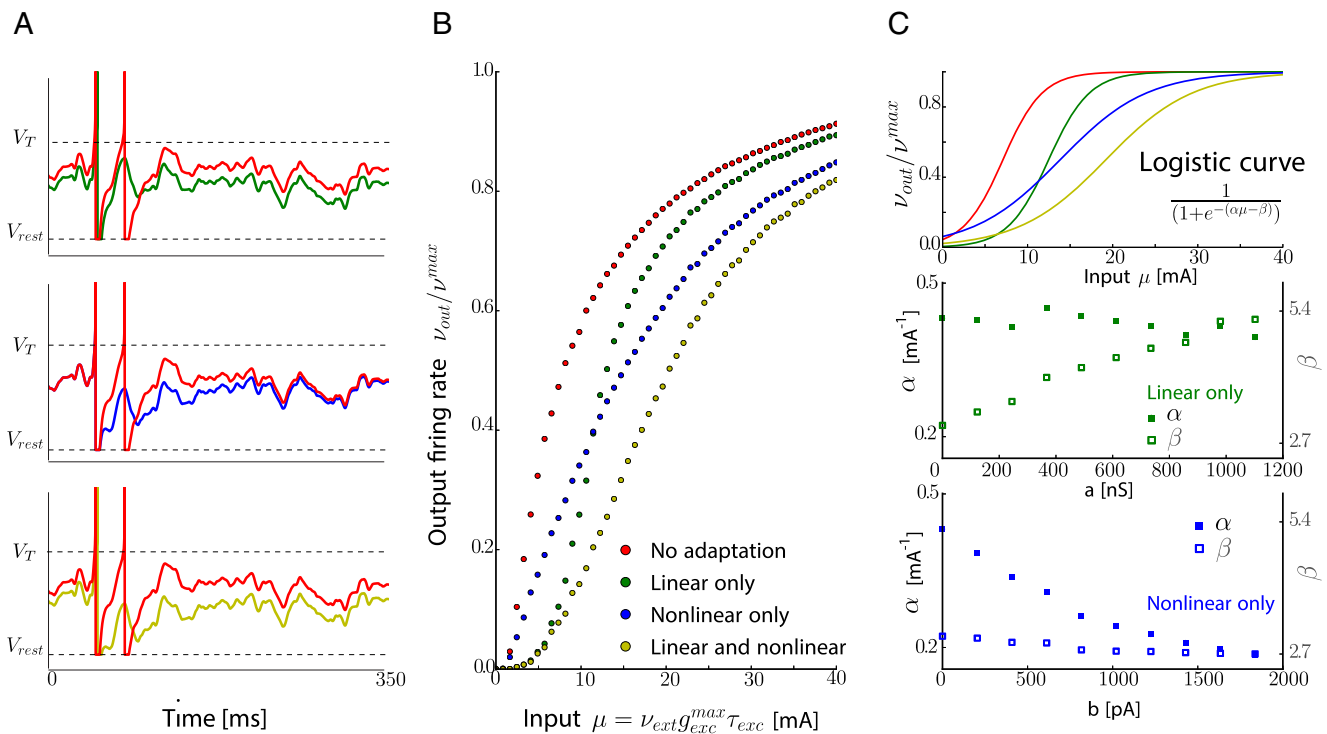 A
V_T
V_rest
V_T
V_rest
V_T
V_rest
0 350
Time [ms]
B
Output firing rate ν_out/ν^max
1.0
0.8
0.6
0.4
0.2
0.0
0 10 20 30 40
No adaptation
Linear only
Nonlinear only
Linear and nonlinear
Input μ = ν_ext g_exc^max τ_exc [mA]
C
ν_out/ν^max
0.8
0.4
0.0
Logistic curve
1/(1+e^{-(αμ-β)})
0 10 20 30 40
Input μ [mA]
α [mA⁻¹]
0.5
0.2
5.4
2.7
β
Linear only
α
β
0 200 400 600 800 1000 1200
a [nS]
α [mA⁻¹]
0.5
0.2
5.4
2.7
β
α
β
Nonlinear only
0 500 1000 1500 2000
b [pA]